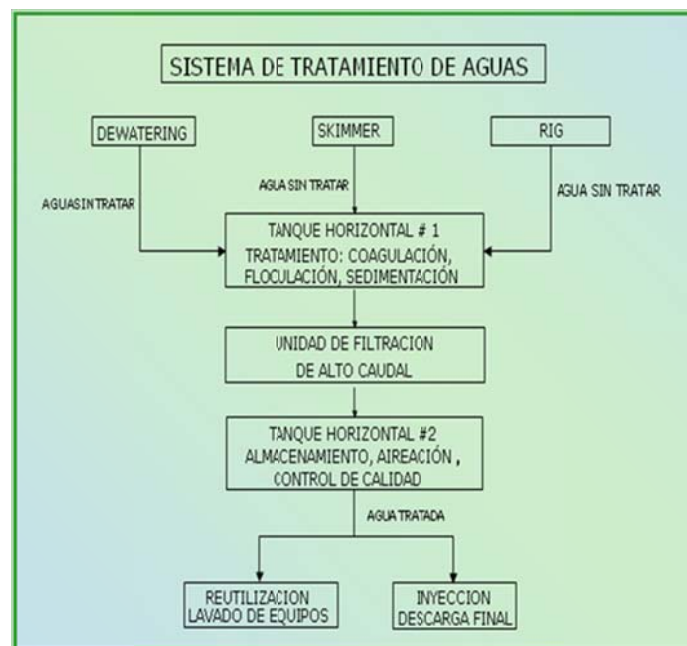 SISTEMA DE TRATAMIENTO DE AGUAS
DEWATERING
SKIMMER
RIG
AGUA SIN TRATAR
AGUA SIN TRATAR
AGUA SIN TRATAR
TANQUE HORIZONTAL # 1
TRATAMIENTO: COAGULACIÓN,
FLOCULACIÓN, SEDIMENTACIÓN
UNIDAD DE FILTRACION
DE ALTO CAUDAL
TANQUE HORIZONTAL #2
ALMACENAMIENTO, AIREACIÓN ,
CONTROL DE CALIDAD
AGUA TRATADA
REUTILIZACION
LAVADO DE EQUIPOS
INYECCION
DESCARGA FINAL